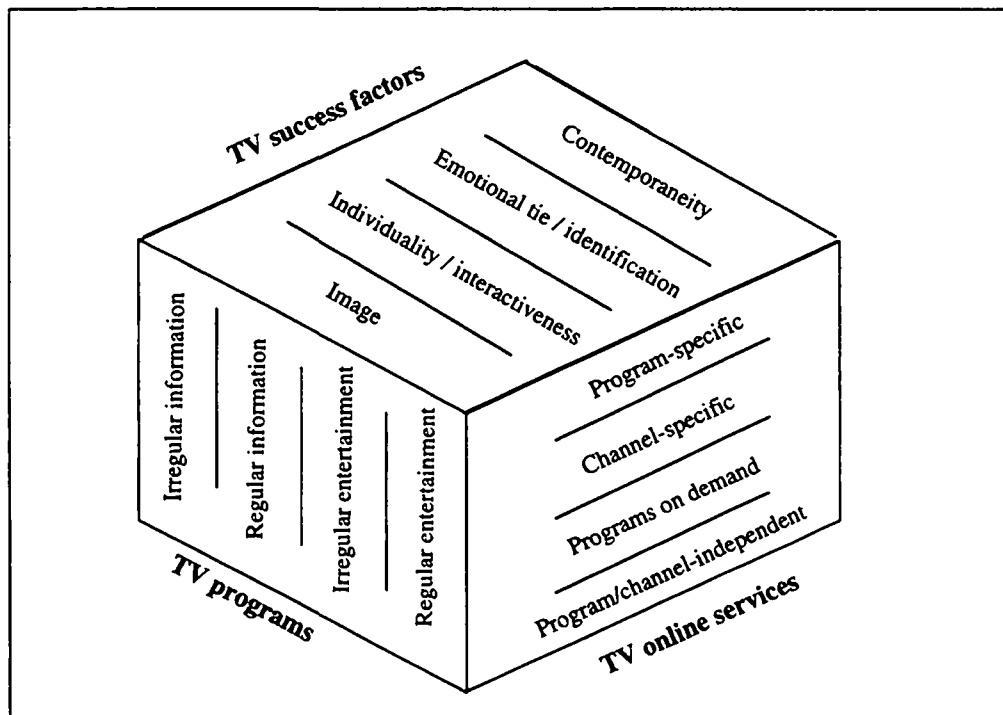 TV success factors
Contemporaneity
Emotional tie / identification
Individuality / interactiveness
Image
Irregular information
Regular information
Irregular entertainment
Regular entertainment
TV programs
Program-specific
Channel-specific
Programs on demand
Program/channel-independent
TV online services